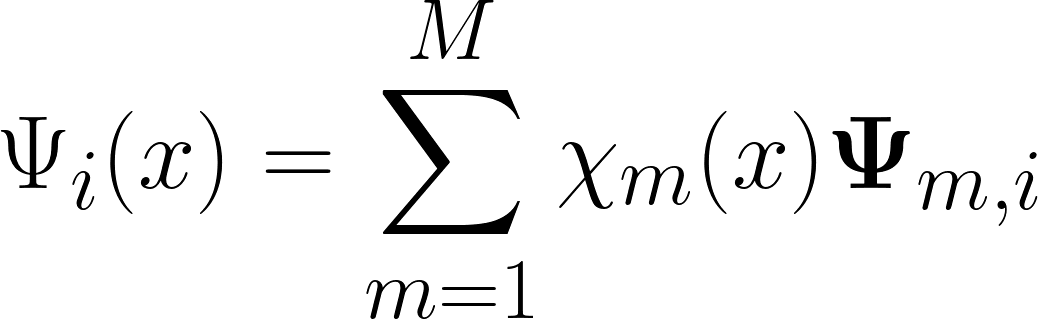 Ψ_i(x) = \sum_{m=1}^{M} χ_m(x) \mathbf{Ψ}_{m,i}